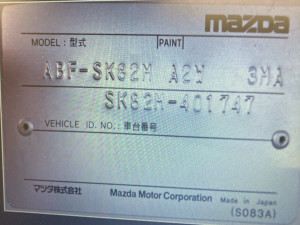 mazda
MODEL: 型式 PAINT
ABF-SK82M A2W 3MA
SK82M-401747
VEHICLE ID. NO.: 車台番号
マツダ株式会社 Mazda Motor Corporation Made in Japan
(S083A)